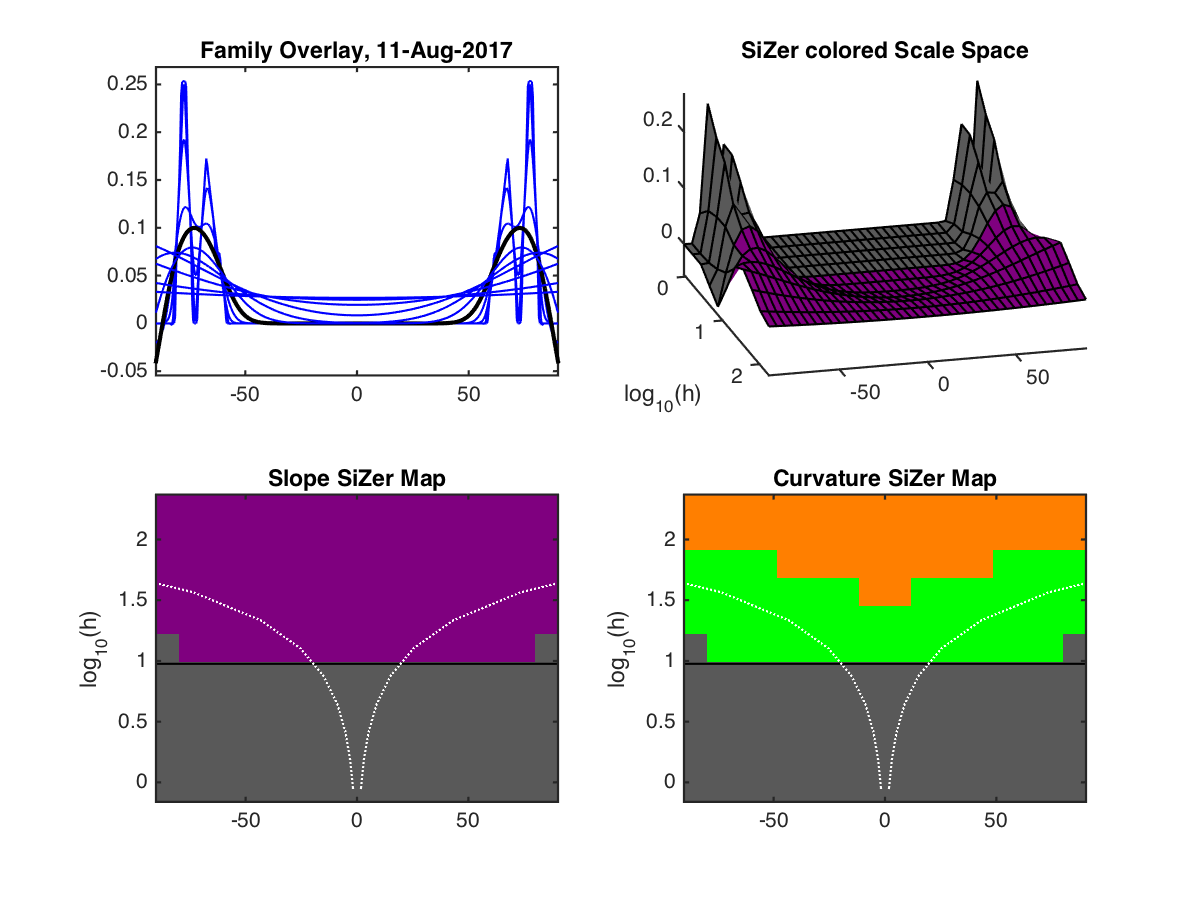 Family Overlay, 11-Aug-2017
0.25
0.2
0.15
0.1
0.05
0
-0.05
-50 0 50
SiZer colored Scale Space
0.2
0.1
0
0
1
2
log10(h)
-50 0 50
Slope SiZer Map
log10(h)
2
1.5
1
0.5
0
-50 0 50
Curvature SiZer Map
log10(h)
2
1.5
1
0.5
0
-50 0 50